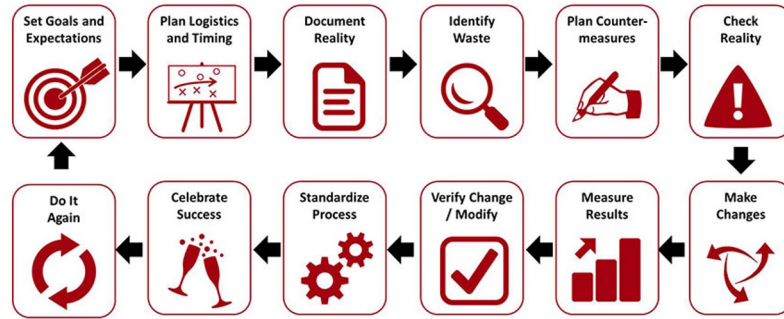 Set Goals and
Expectations
Plan Logistics
and Timing
Document
Reality
Identify
Waste
Plan Counter-
measures
Check
Reality
Make
Changes
Measure
Results
Verify Change
/ Modify
Standardize
Process
Celebrate
Success
Do It
Again